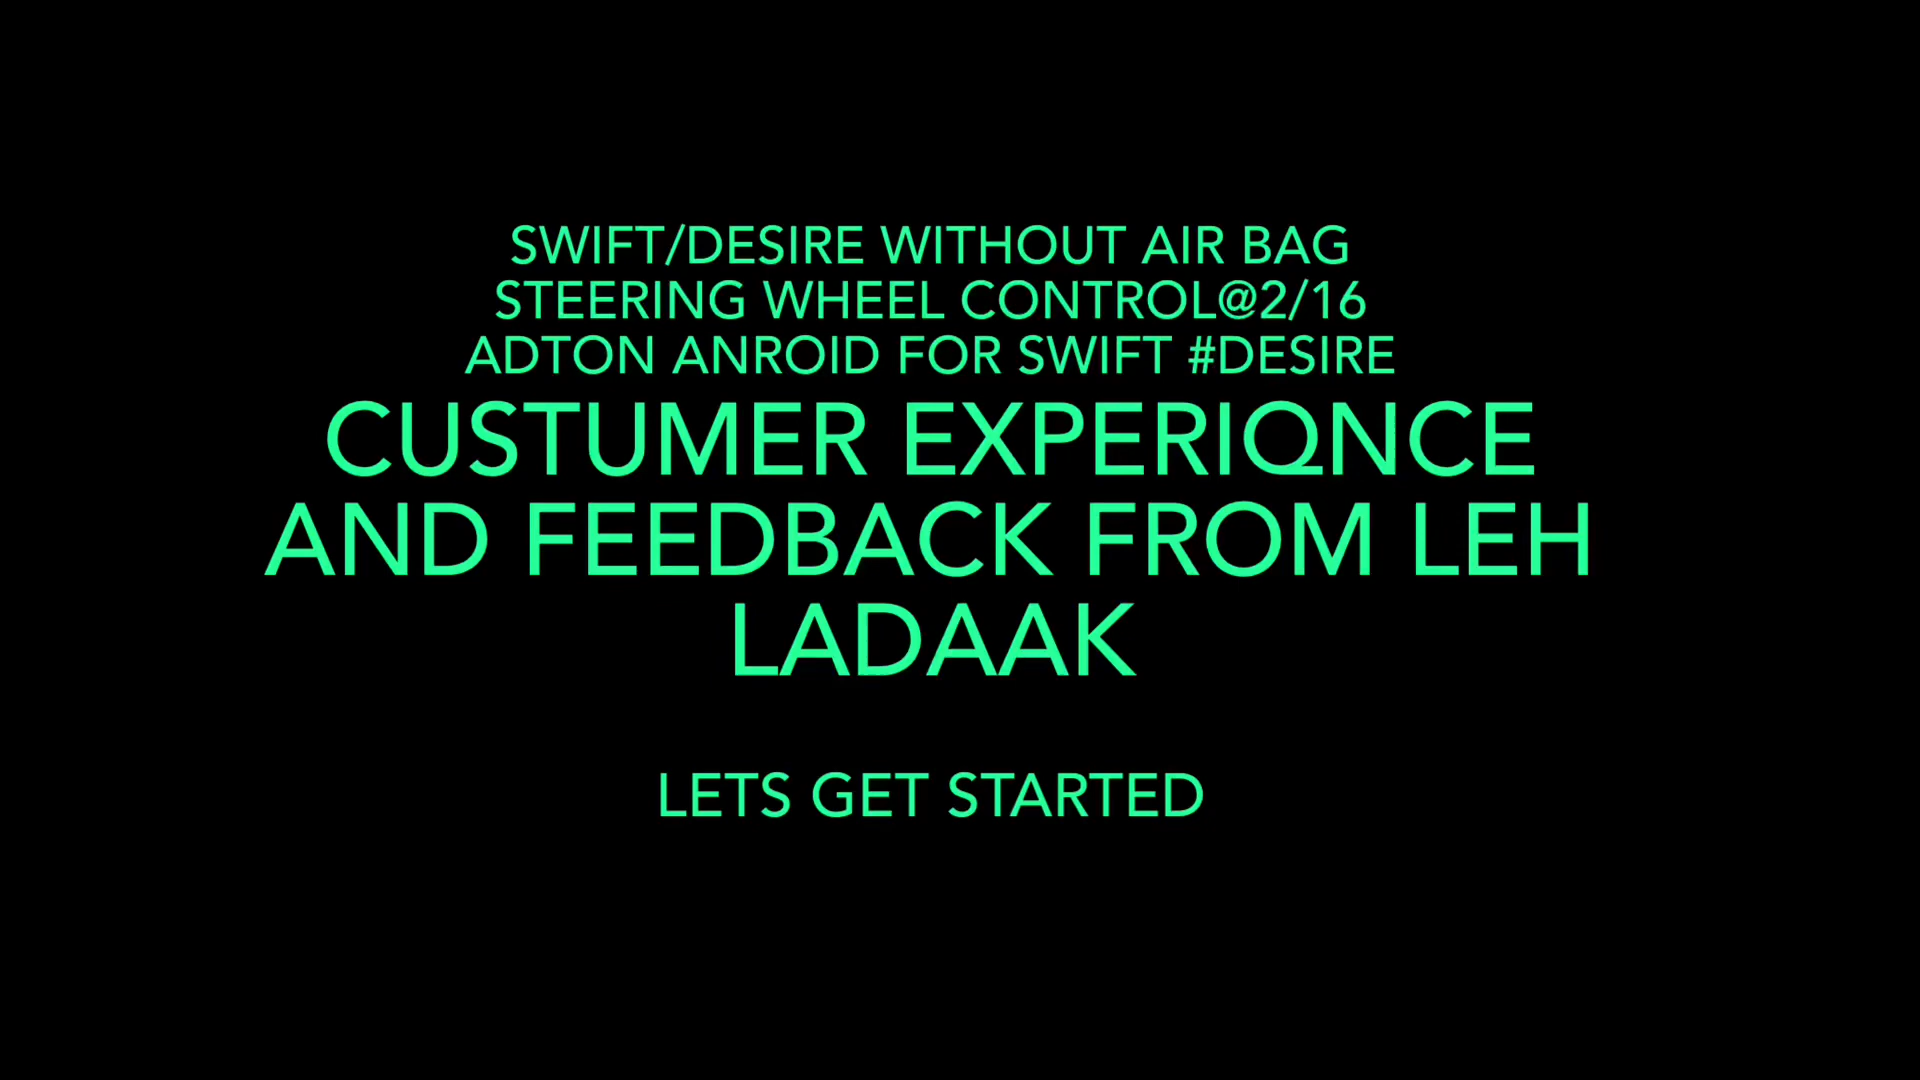 SWIFT/DESIRE WITHOUT AIR BAG
STEERING WHEEL CONTROL@2/16
ADTON ANROID FOR SWIFT #DESIRE
CUSTUMER EXPERIQNCE
AND FEEDBACK FROM LEH
LADAAK
LETS GET STARTED